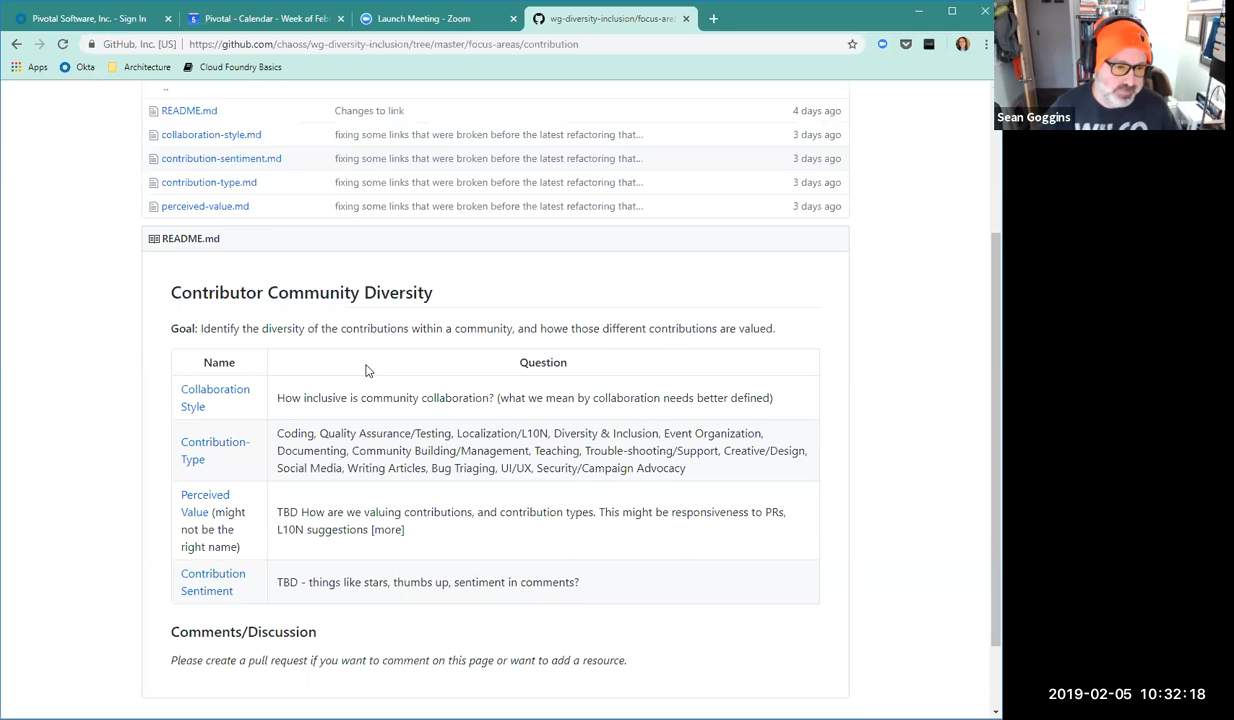 Pivotal Software, Inc. - Sign In
Pivotal - Calendar - Week of Feb
Launch Meeting - Zoom
wg-diversity-inclusion/focus-area
GitHub, Inc. [US] | https://github.com/chaoss/wg-diversity-inclusion/tree/master/focus-areas/contribution
Apps Okta Architecture Cloud Foundry Basics
..
README.md Changes to link 4 days ago
collaboration-style.md fixing some links that were broken before the latest refactoring that... 3 days ago
contribution-sentiment.md fixing some links that were broken before the latest refactoring that... 3 days ago
contribution-type.md fixing some links that were broken before the latest refactoring that... 3 days ago
perceived-value.md fixing some links that were broken before the latest refactoring that... 3 days ago
README.md
Contributor Community Diversity
Goal: Identify the diversity of the contributions within a community, and howe those different contributions are valued.
Name Question
Collaboration
Style
How inclusive is community collaboration? (what we mean by collaboration needs better defined)
Contribution-
Type
Coding, Quality Assurance/Testing, Localization/L10N, Diversity & Inclusion, Event Organization,
Documenting, Community Building/Management, Teaching, Trouble-shooting/Support, Creative/Design,
Social Media, Writing Articles, Bug Triaging, UI/UX, Security/Campaign Advocacy
Perceived
Value (might
not be the
right name)
TBD How are we valuing contributions, and contribution types. This might be responsiveness to PRs,
L10N suggestions [more]
Contribution
Sentiment
TBD - things like stars, thumbs up, sentiment in comments?
Comments/Discussion
Please create a pull request if you want to comment on this page or want to add a resource.
Sean Goggins
WILCO
2019-02-05 10:32:18